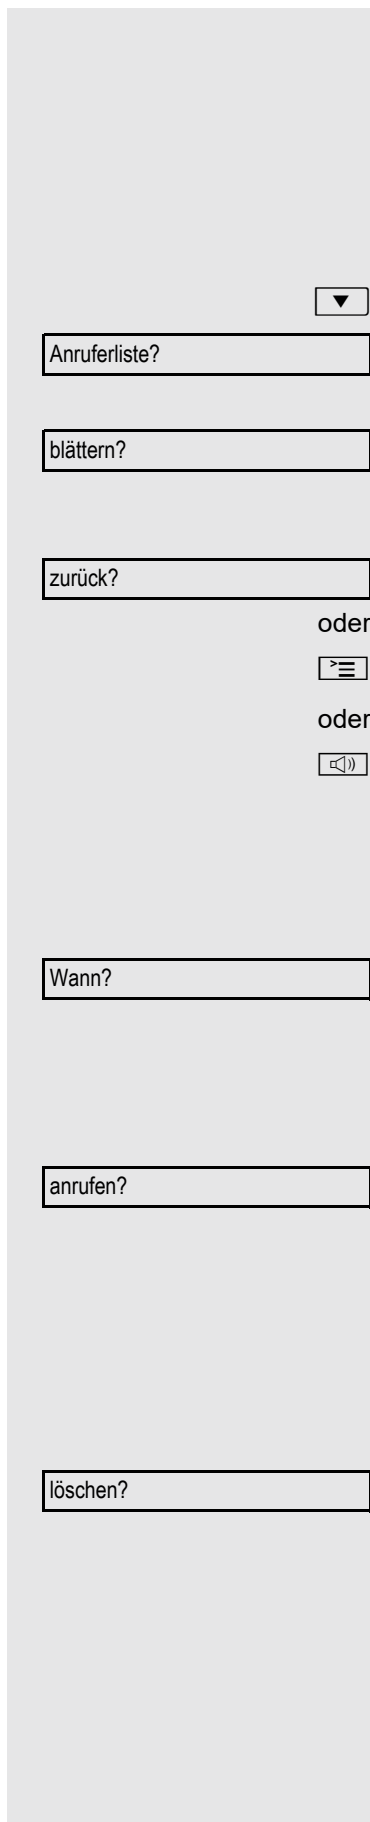 Anruferliste?
blättern?
zurück?
oder
oder
Wann?
anrufen?
löschen?